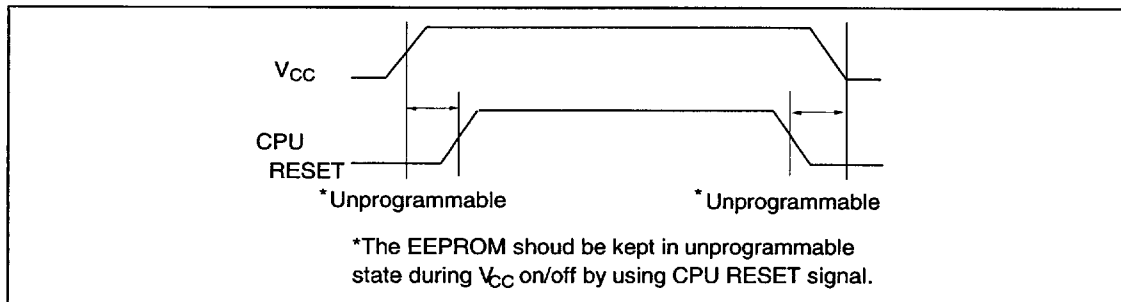 VCC
CPU
RESET
*Unprogrammable
*Unprogrammable
*The EEPROM shoud be kept in unprogrammable
state during VCC on/off by using CPU RESET signal.